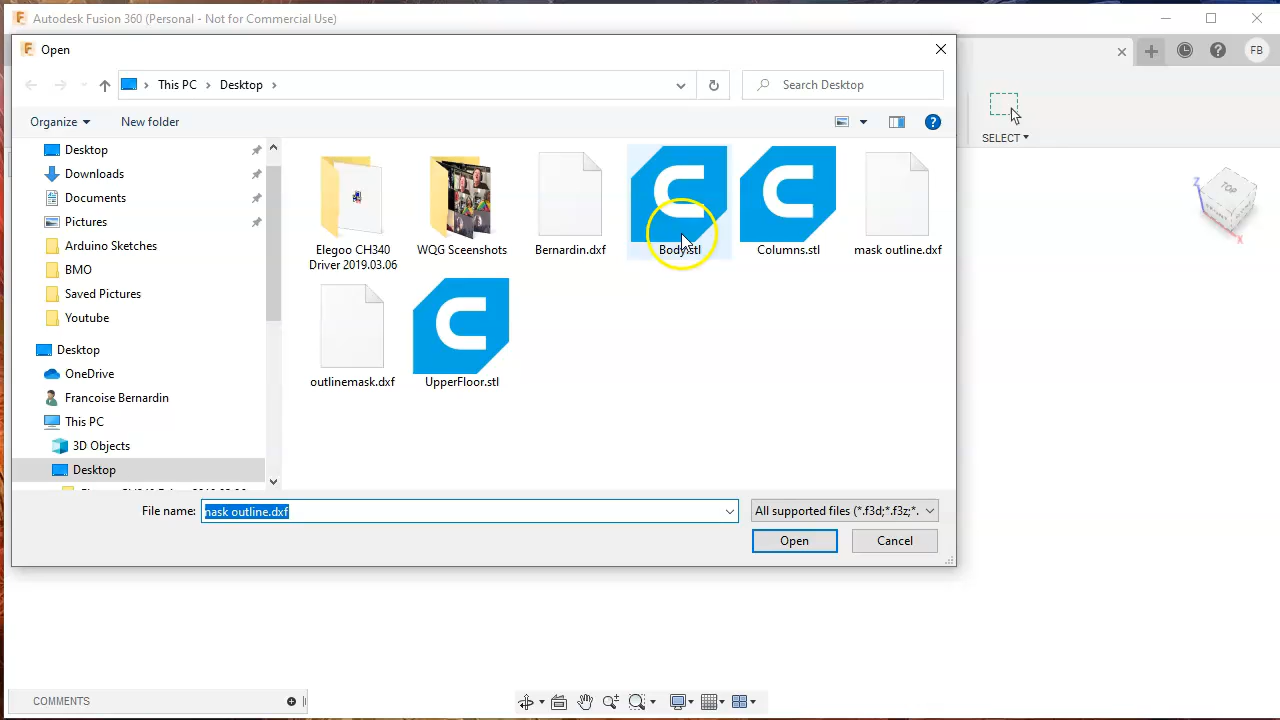 Autodesk Fusion 360 (Personal - Not for Commercial Use)
Open
This PC
Desktop
Search Desktop
FB
Organize
New folder
SELECT
Desktop
Downloads
Documents
Pictures
Arduino Sketches
BMO
Saved Pictures
Youtube
Desktop
OneDrive
Francoise Bernardin
This PC
3D Objects
Desktop
Elegoo CH340
Driver 2019.03.06
WQG Sceenshots
Bernardin.dxf
Body.stl
Columns.stl
mask outline.dxf
outlinemask.dxf
UpperFloor.stl
TOP
Z
X
File name:
mask outline.dxf
All supported files (*.f3d;*.f3z;*.
Open
Cancel
COMMENTS